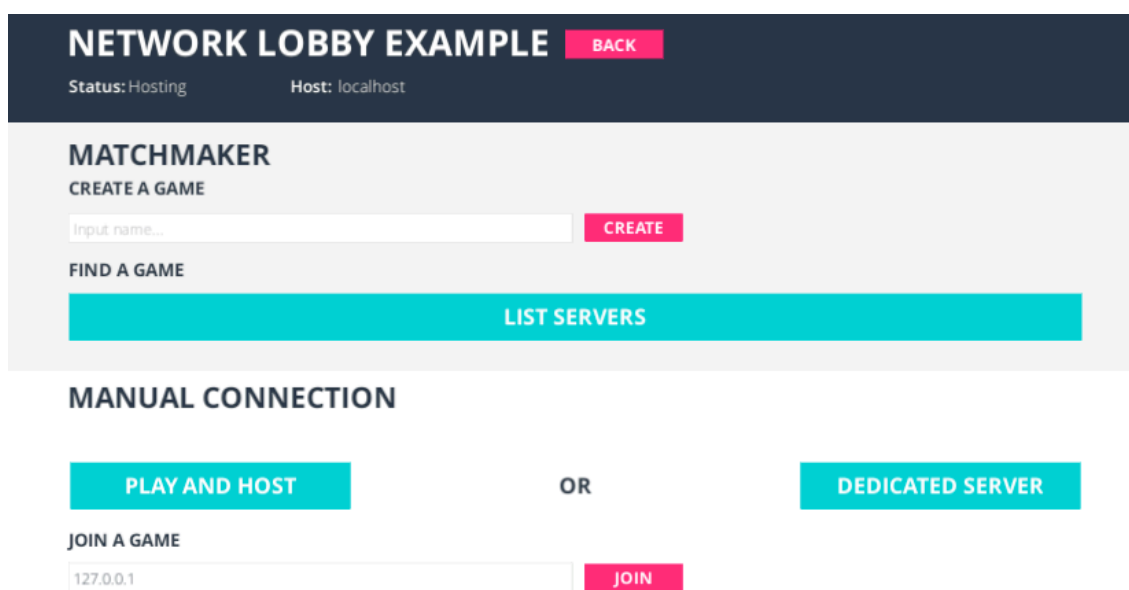 NETWORK LOBBY EXAMPLE BACK
Status: Hosting Host: localhost
MATCHMAKER
CREATE A GAME
Input name... CREATE
FIND A GAME
LIST SERVERS
MANUAL CONNECTION
PLAY AND HOST OR DEDICATED SERVER
JOIN A GAME
127.0.0.1 JOIN